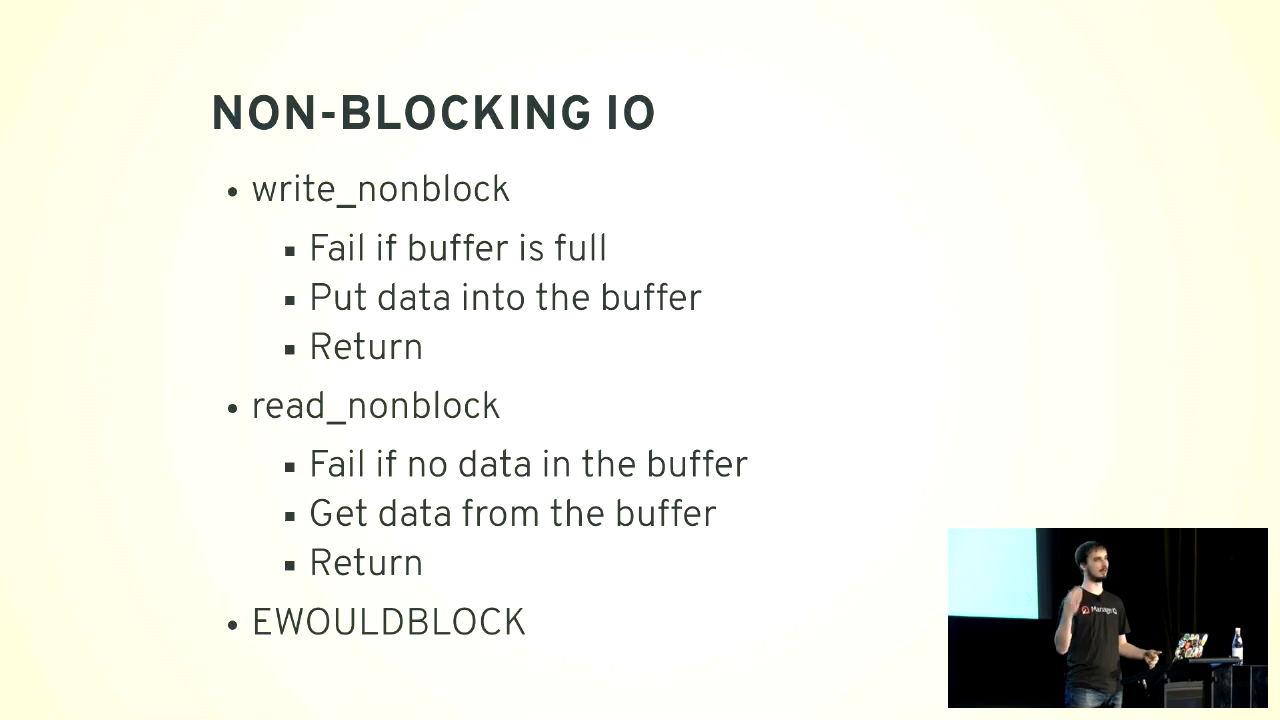 NON-BLOCKING IO
• write_nonblock
▪ Fail if buffer is full
▪ Put data into the buffer
▪ Return
• read_nonblock
▪ Fail if no data in the buffer
▪ Get data from the buffer
▪ Return
• EWOULDBLOCK
ManageIQ